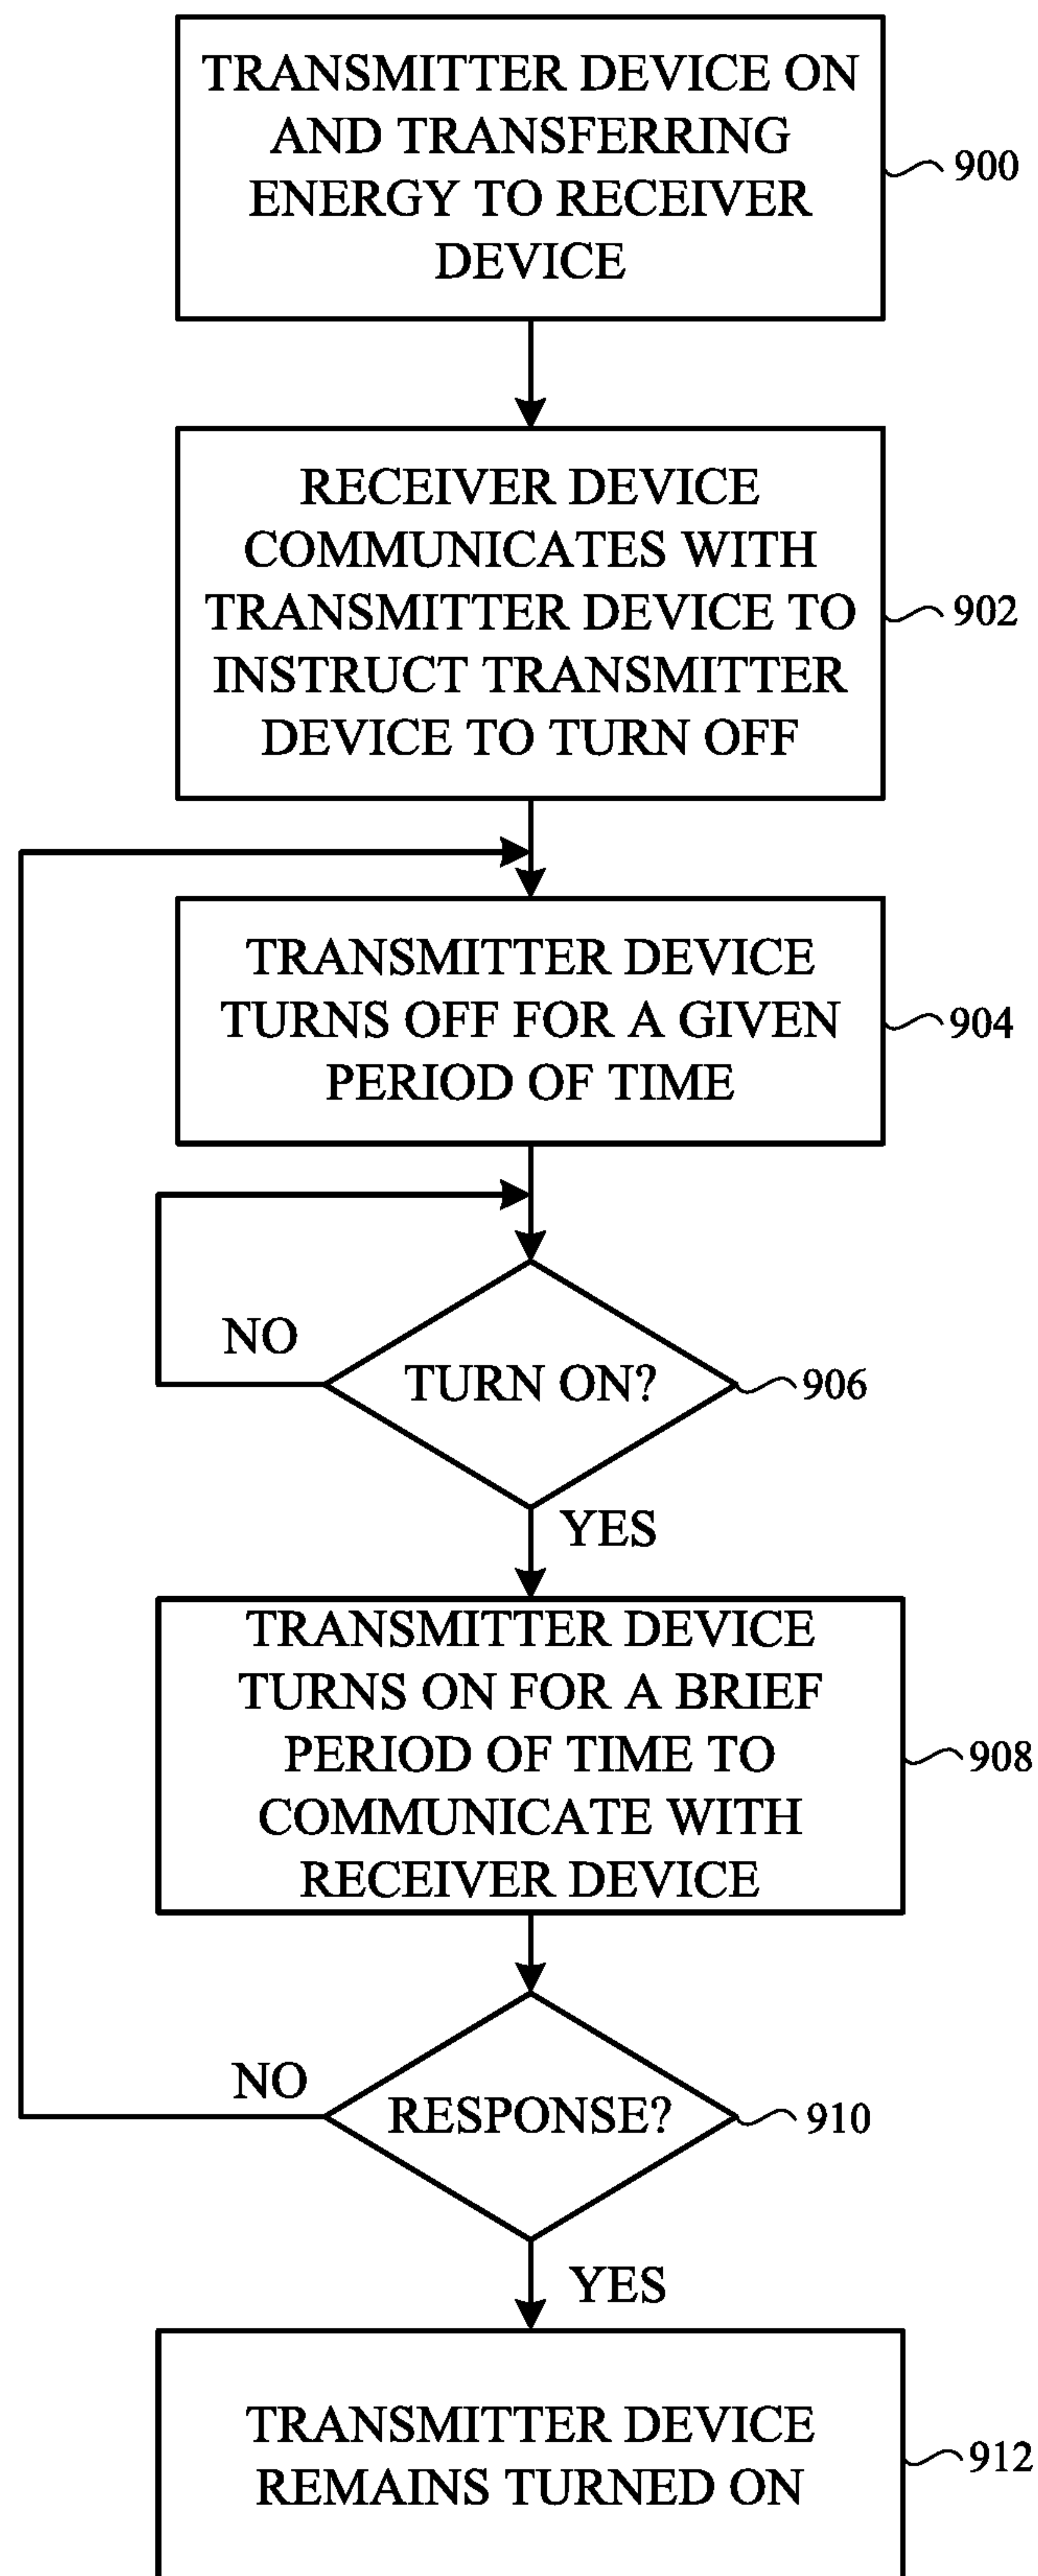 TRANSMITTER DEVICE ON
AND TRANSFERRING
ENERGY TO RECEIVER
DEVICE
900
RECEIVER DEVICE
COMMUNICATES WITH
TRANSMITTER DEVICE TO
INSTRUCT TRANSMITTER
DEVICE TO TURN OFF
902
TRANSMITTER DEVICE
TURNS OFF FOR A GIVEN
PERIOD OF TIME
904
NO
TURN ON?
906
YES
TRANSMITTER DEVICE
TURNS ON FOR A BRIEF
PERIOD OF TIME TO
COMMUNICATE WITH
RECEIVER DEVICE
908
NO
RESPONSE?
910
YES
TRANSMITTER DEVICE
REMAINS TURNED ON
912